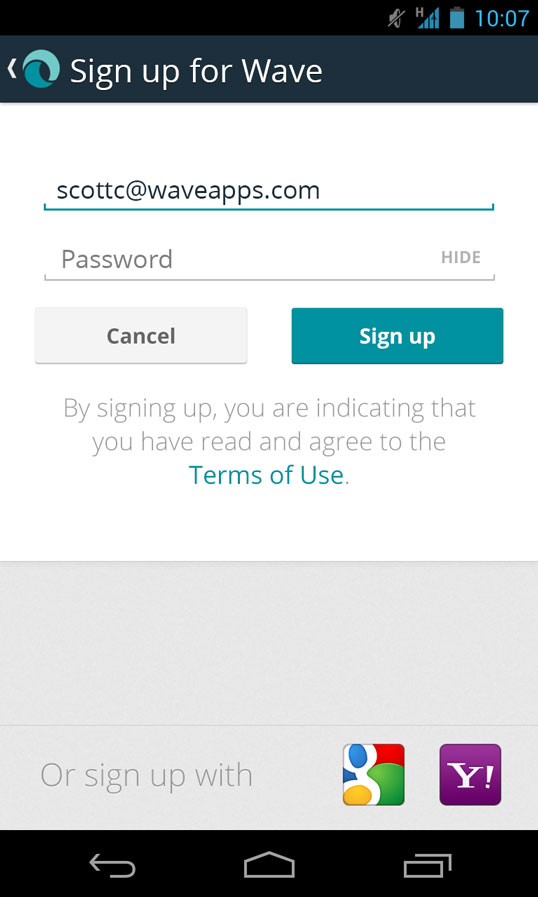 H 10:07
Sign up for Wave
scottc@waveapps.com
Password HIDE
Cancel Sign up
By signing up, you are indicating that
you have read and agree to the
Terms of Use.
Or sign up with g Y!